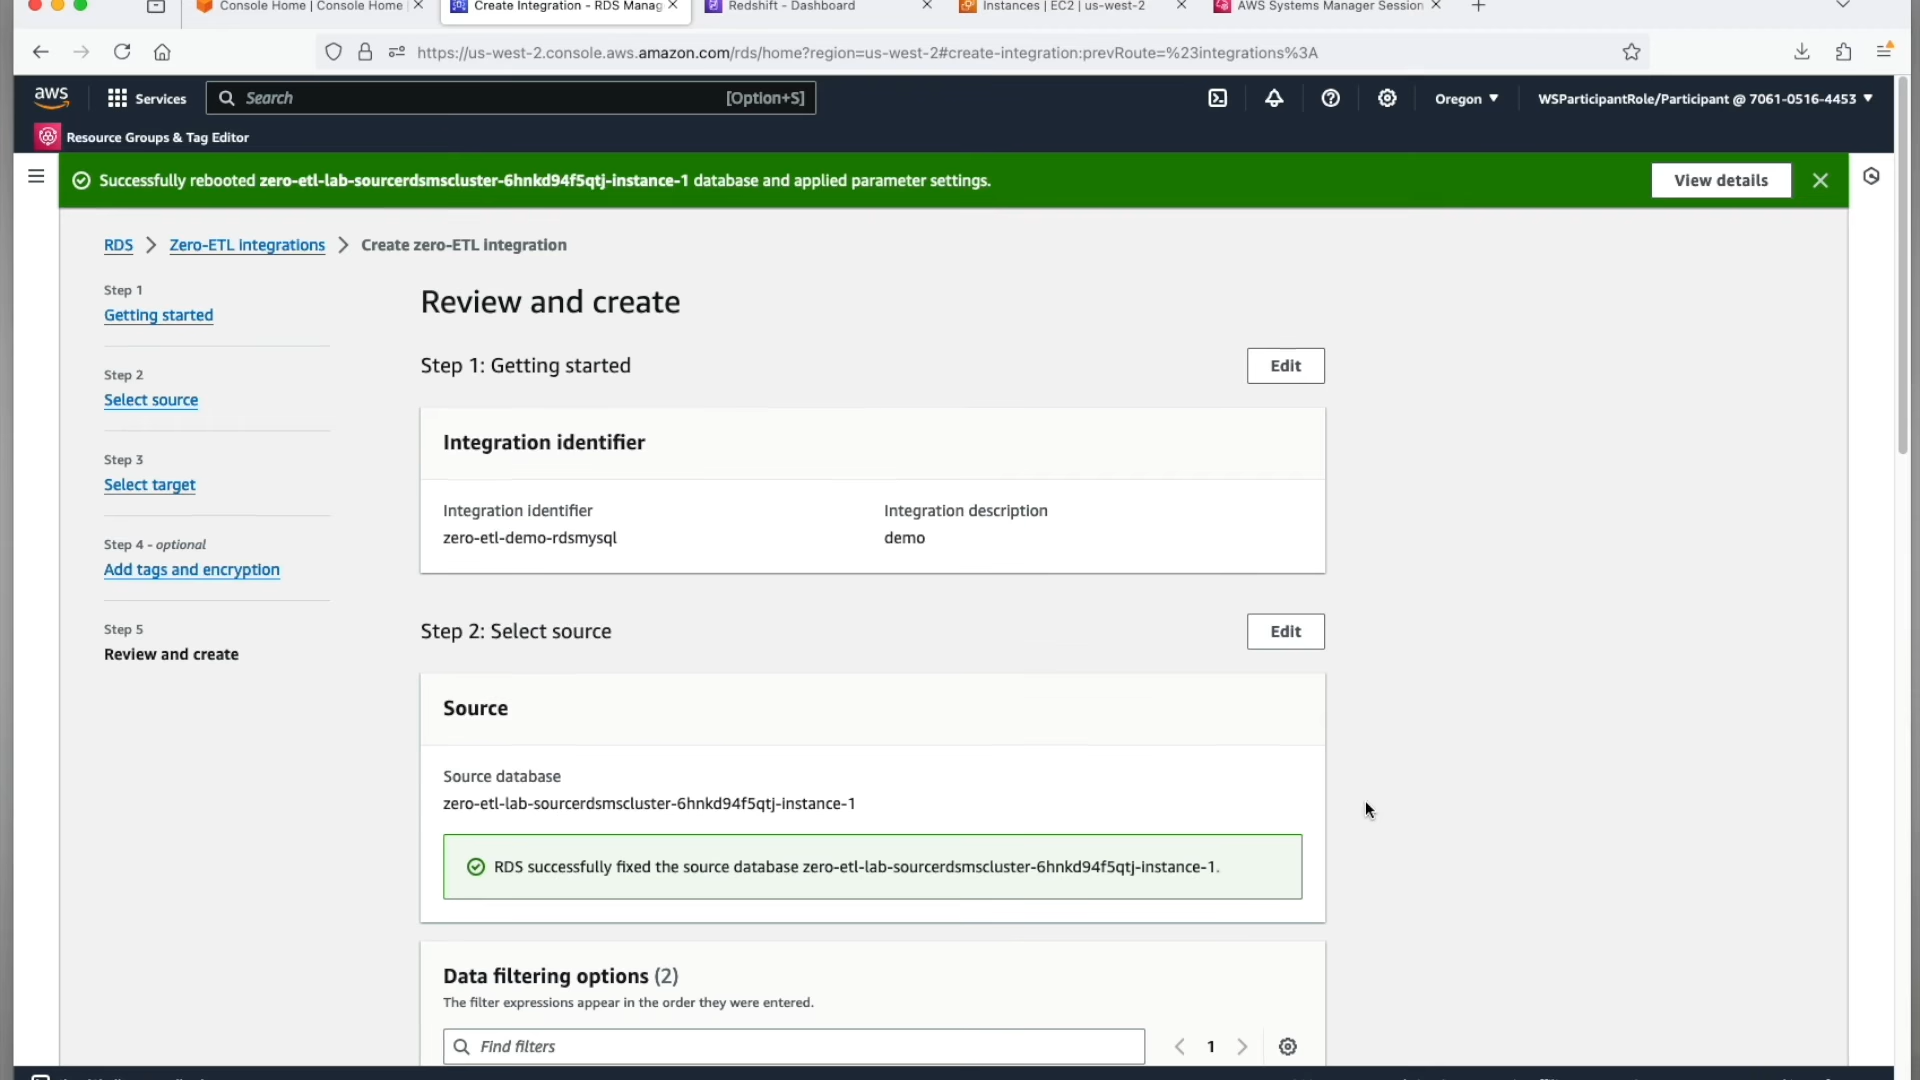 Console Home | Console Home
Create Integration - RDS Manag
Redshift - Dashboard
Instances | EC2 | us-west-2
AWS Systems Manager Session
https://us-west-2.console.aws.amazon.com/rds/home?region=us-west-2#create-integration:prevRoute=%23integrations%3A
aws
Services
Search
[Option+S]
Oregon ▼
WSParticipantRole/Participant @ 7061-0516-4453 ▼
Resource Groups & Tag Editor
Successfully rebooted zero-etl-lab-sourcerdsmscluster-6hnkd94f5qtj-instance-1 database and applied parameter settings.
View details
RDS > Zero-ETL integrations > Create zero-ETL integration
Step 1
Getting started
Step 2
Select source
Step 3
Select target
Step 4 - optional
Add tags and encryption
Step 5
Review and create
Review and create
Step 1: Getting started
Edit
Integration identifier
Integration identifier
zero-etl-demo-rdsmysql
Integration description
demo
Step 2: Select source
Edit
Source
Source database
zero-etl-lab-sourcerdsmscluster-6hnkd94f5qtj-instance-1
RDS successfully fixed the source database zero-etl-lab-sourcerdsmscluster-6hnkd94f5qtj-instance-1.
Data filtering options (2)
The filter expressions appear in the order they were entered.
Find filters
1